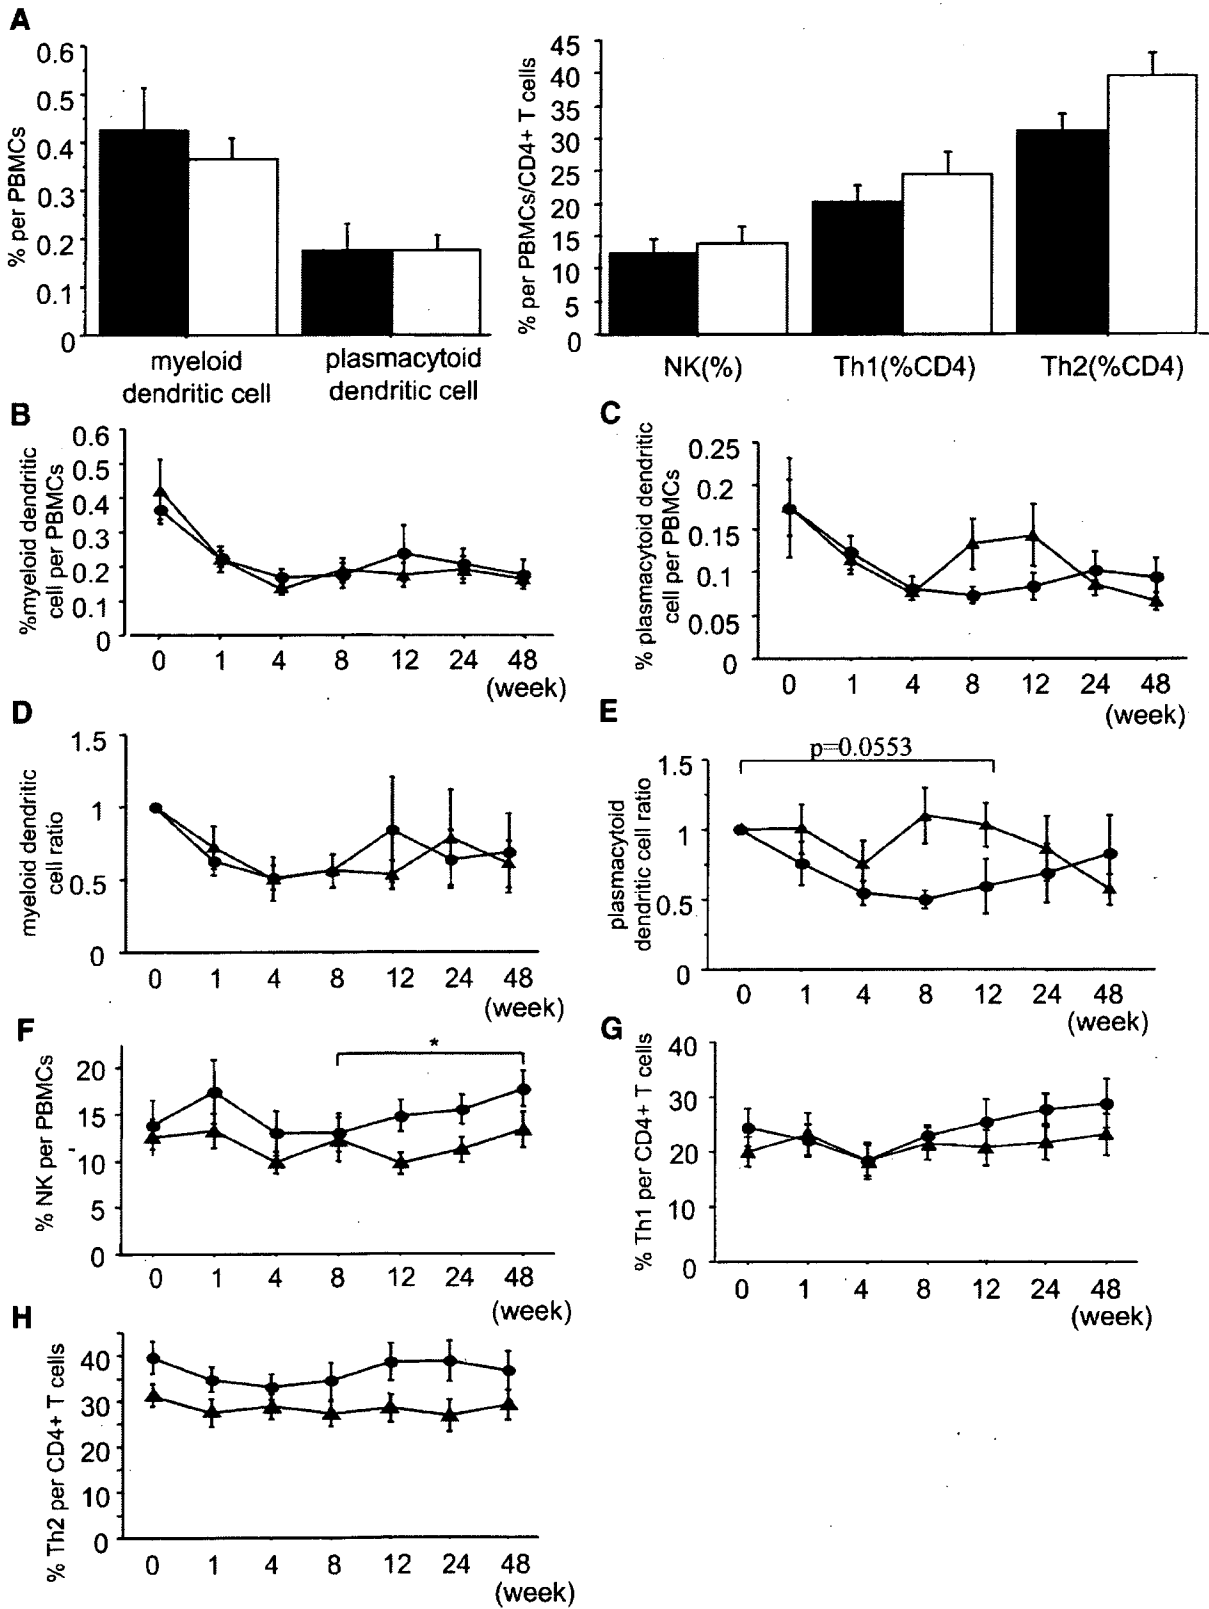 A
% per PBMCs
0.6
0.5
0.4
0.3
0.2
0.1
0
myeloid
dendritic cell
plasmacytoid
dendritic cell
% per PBMCs/CD4+ T cells
45
40
35
30
25
20
15
10
5
0
NK(%)
Th1(%CD4)
Th2(%CD4)
B
%myeloid dendritic
cell per PBMCs
0.6
0.5
0.4
0.3
0.2
0.1
0
0 1 4 8 12 24 48
(week)
C
% plasmacytoid dendritic
cell per PBMCs
0.25
0.2
0.15
0.1
0.05
0
0 1 4 8 12 24 48
(week)
D
myeloid dendritic
cell ratio
1.5
1
0.5
0
0 1 4 8 12 24 48
(week)
E
p=0.0553
plasmacytoid
dendritic cell ratio
1.5
1
0.5
0
0 1 4 8 12 24 48
(week)
F
*
% NK per PBMCs
20
15
10
5
0
0 1 4 8 12 24 48
(week)
G
% Th1 per CD4+ T cells
40
30
20
10
0
0 1 4 8 12 24 48
(week)
H
% Th2 per CD4+ T cells
40
30
20
10
0
0 1 4 8 12 24 48
(week)